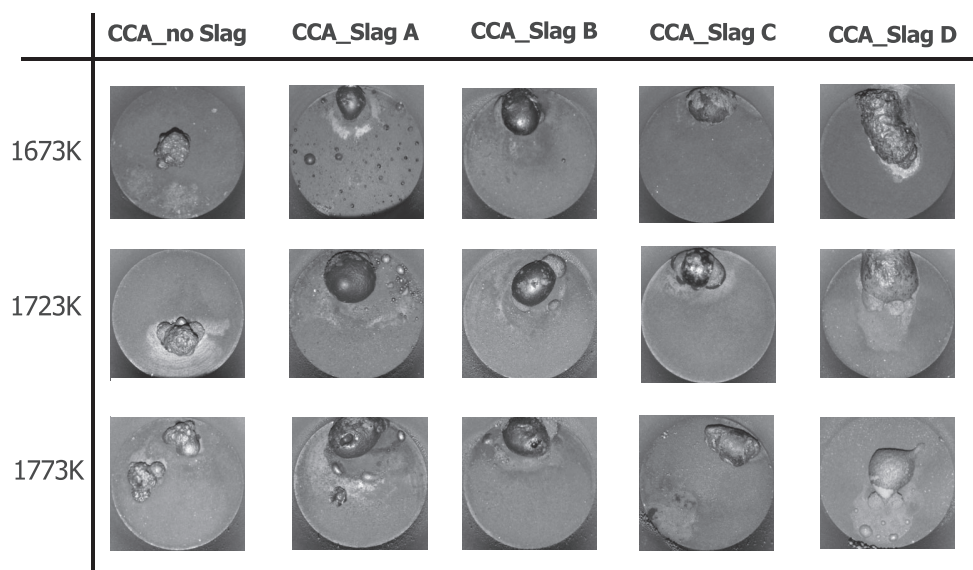 CCA_no Slag CCA_Slag A CCA_Slag B CCA_Slag C CCA_Slag D
1673K
1723K
1773K